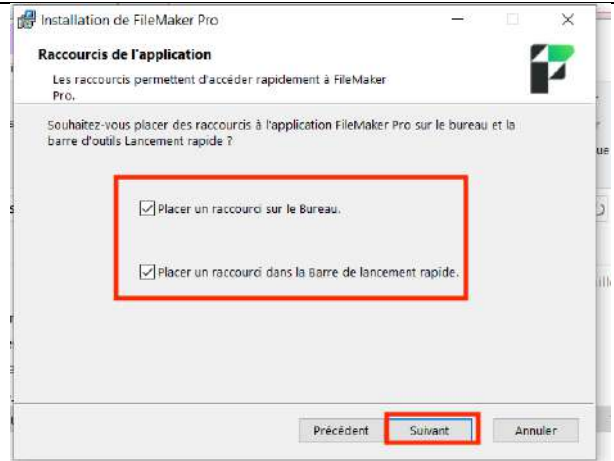 Installation de FileMaker Pro
Raccourcis de l'application
Les raccourcis permettent d'accéder rapidement à FileMaker
Pro.
Souhaitez-vous placer des raccourcis à l'application FileMaker Pro sur le bureau et la
barre d'outils Lancement rapide ?
Placer un raccourci sur le Bureau.
Placer un raccourci dans la Barre de lancement rapide.
Précédent Suivant Annuler